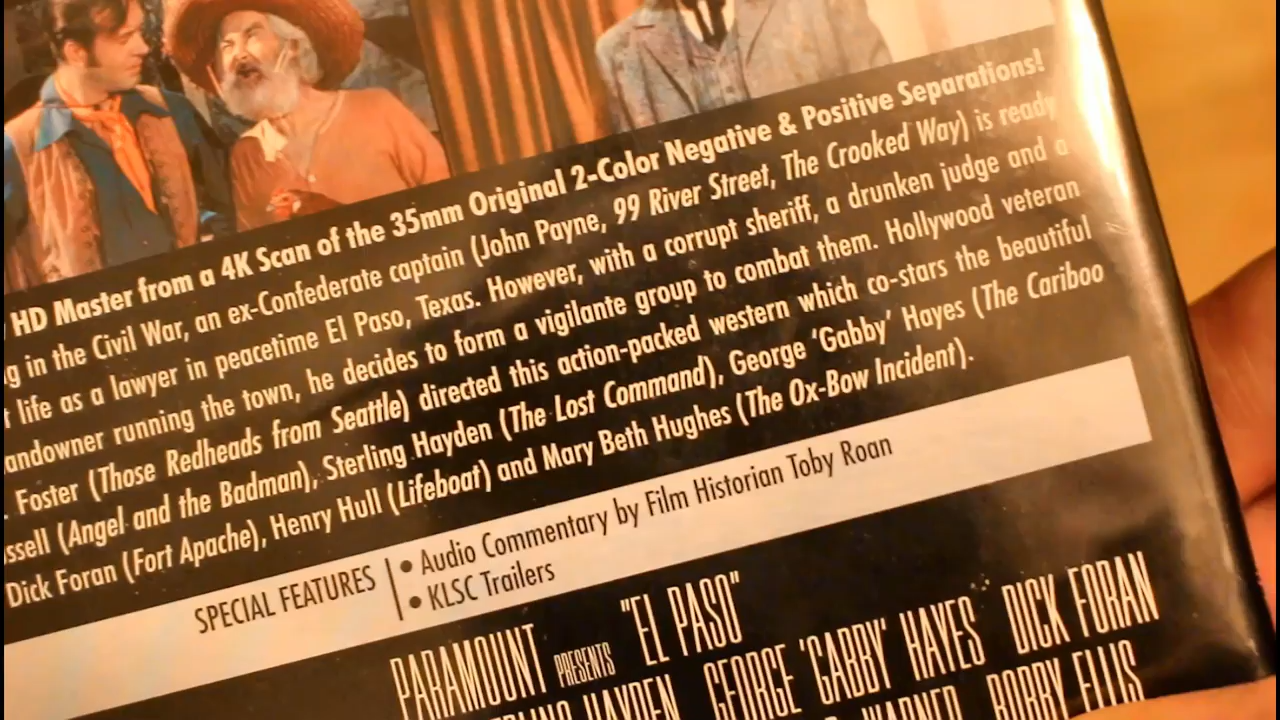 HD Master from a 4K Scan of the 35mm Original 2-Color Negative & Positive Separations!
in the Civil War, an ex-Confederate captain (John Payne, 99 River Street, The Crooked Way) is ready
life as a lawyer in peacetime El Paso, Texas. However, with a corrupt sheriff, a drunken judge and a
running the town, he decides to form a vigilante group to combat them. Hollywood veteran
Foster (Those Redheads from Seattle) directed this action-packed western which co-stars the beautiful
(Angel and the Badman), Sterling Hayden (The Lost Command), George 'Gabby' Hayes (The Cariboo
Dick Foran (Fort Apache), Henry Hull (Lifeboat) and Mary Beth Hughes (The Ox-Bow Incident).
SPECIAL FEATURES
• Audio Commentary by Film Historian Toby Roan
• KLSC Trailers
PARAMOUNT PRESENTS "EL PASO"
HAYDEN GEORGE 'GABBY' HAYES DICK FORAN
WARNER BOBBY ELLIS